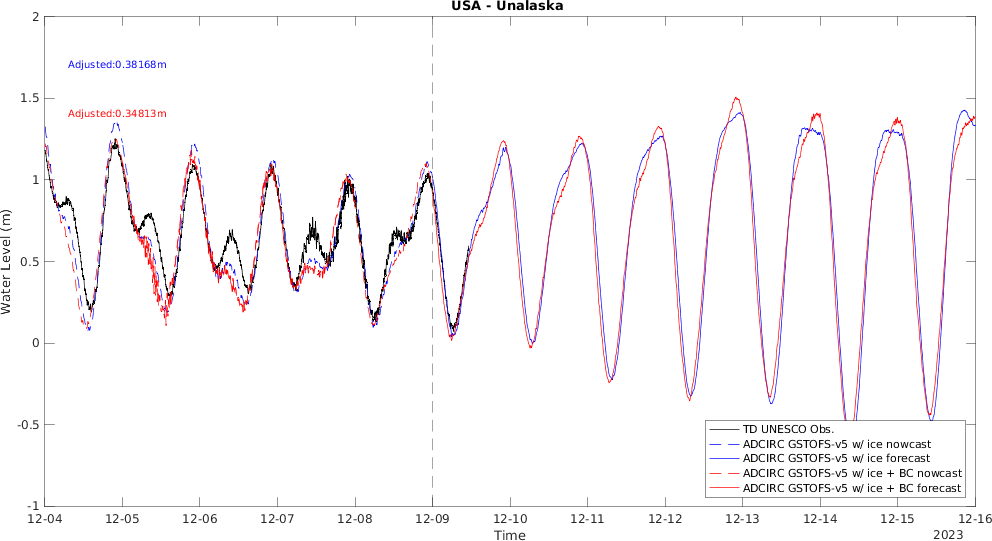 USA - Unalaska
2
Adjusted:0.38168m
1.5
Adjusted:0.34813m
1
Water Level (m)
0.5
0
-0.5
TD UNESCO Obs.
ADCIRC GSTOFS-v5 w/ ice nowcast
ADCIRC GSTOFS-v5 w/ ice forecast
ADCIRC GSTOFS-v5 w/ ice + BC nowcast
ADCIRC GSTOFS-v5 w/ ice + BC forecast
-1
12-04 12-05 12-06 12-07 12-08 12-09 12-10 12-11 12-12 12-13 12-14 12-15 12-16
Time
2023